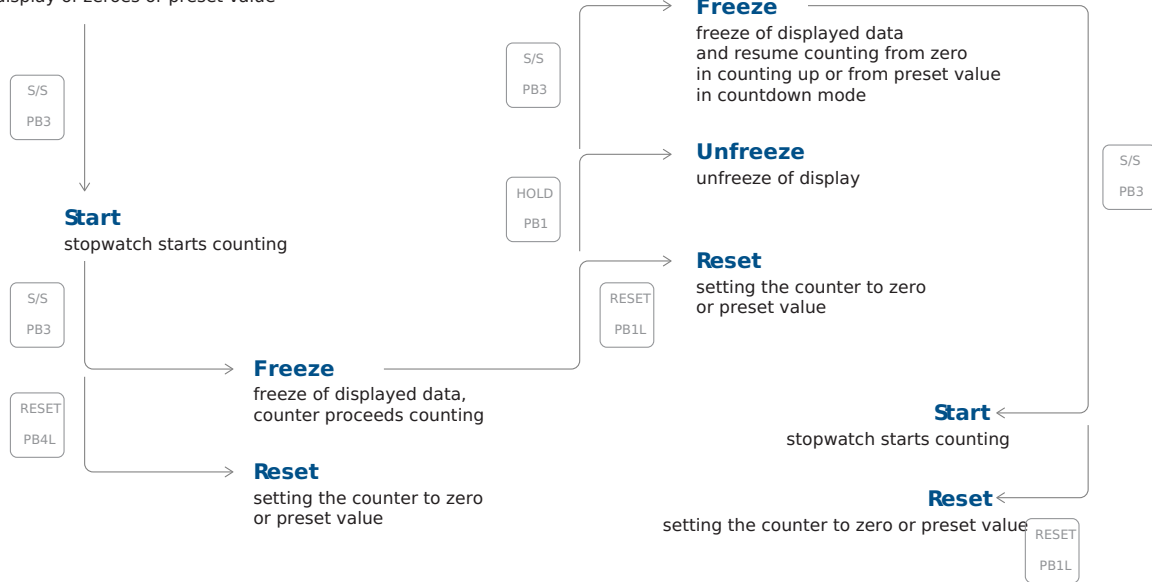 display of zeroes or preset value
S/S
PB3
Start
stopwatch starts counting
S/S
PB3
RESET
PB4L
Freeze
freeze of displayed data,
counter proceeds counting
Reset
setting the counter to zero
or preset value
S/S
PB3
HOLD
PB1
RESET
PB1L
Freeze
freeze of displayed data
and resume counting from zero
in counting up or from preset value
in countdown mode
Unfreeze
unfreeze of display
Reset
setting the counter to zero
or preset value
S/S
PB3
Start
stopwatch starts counting
Reset
setting the counter to zero or preset value
RESET
PB1L